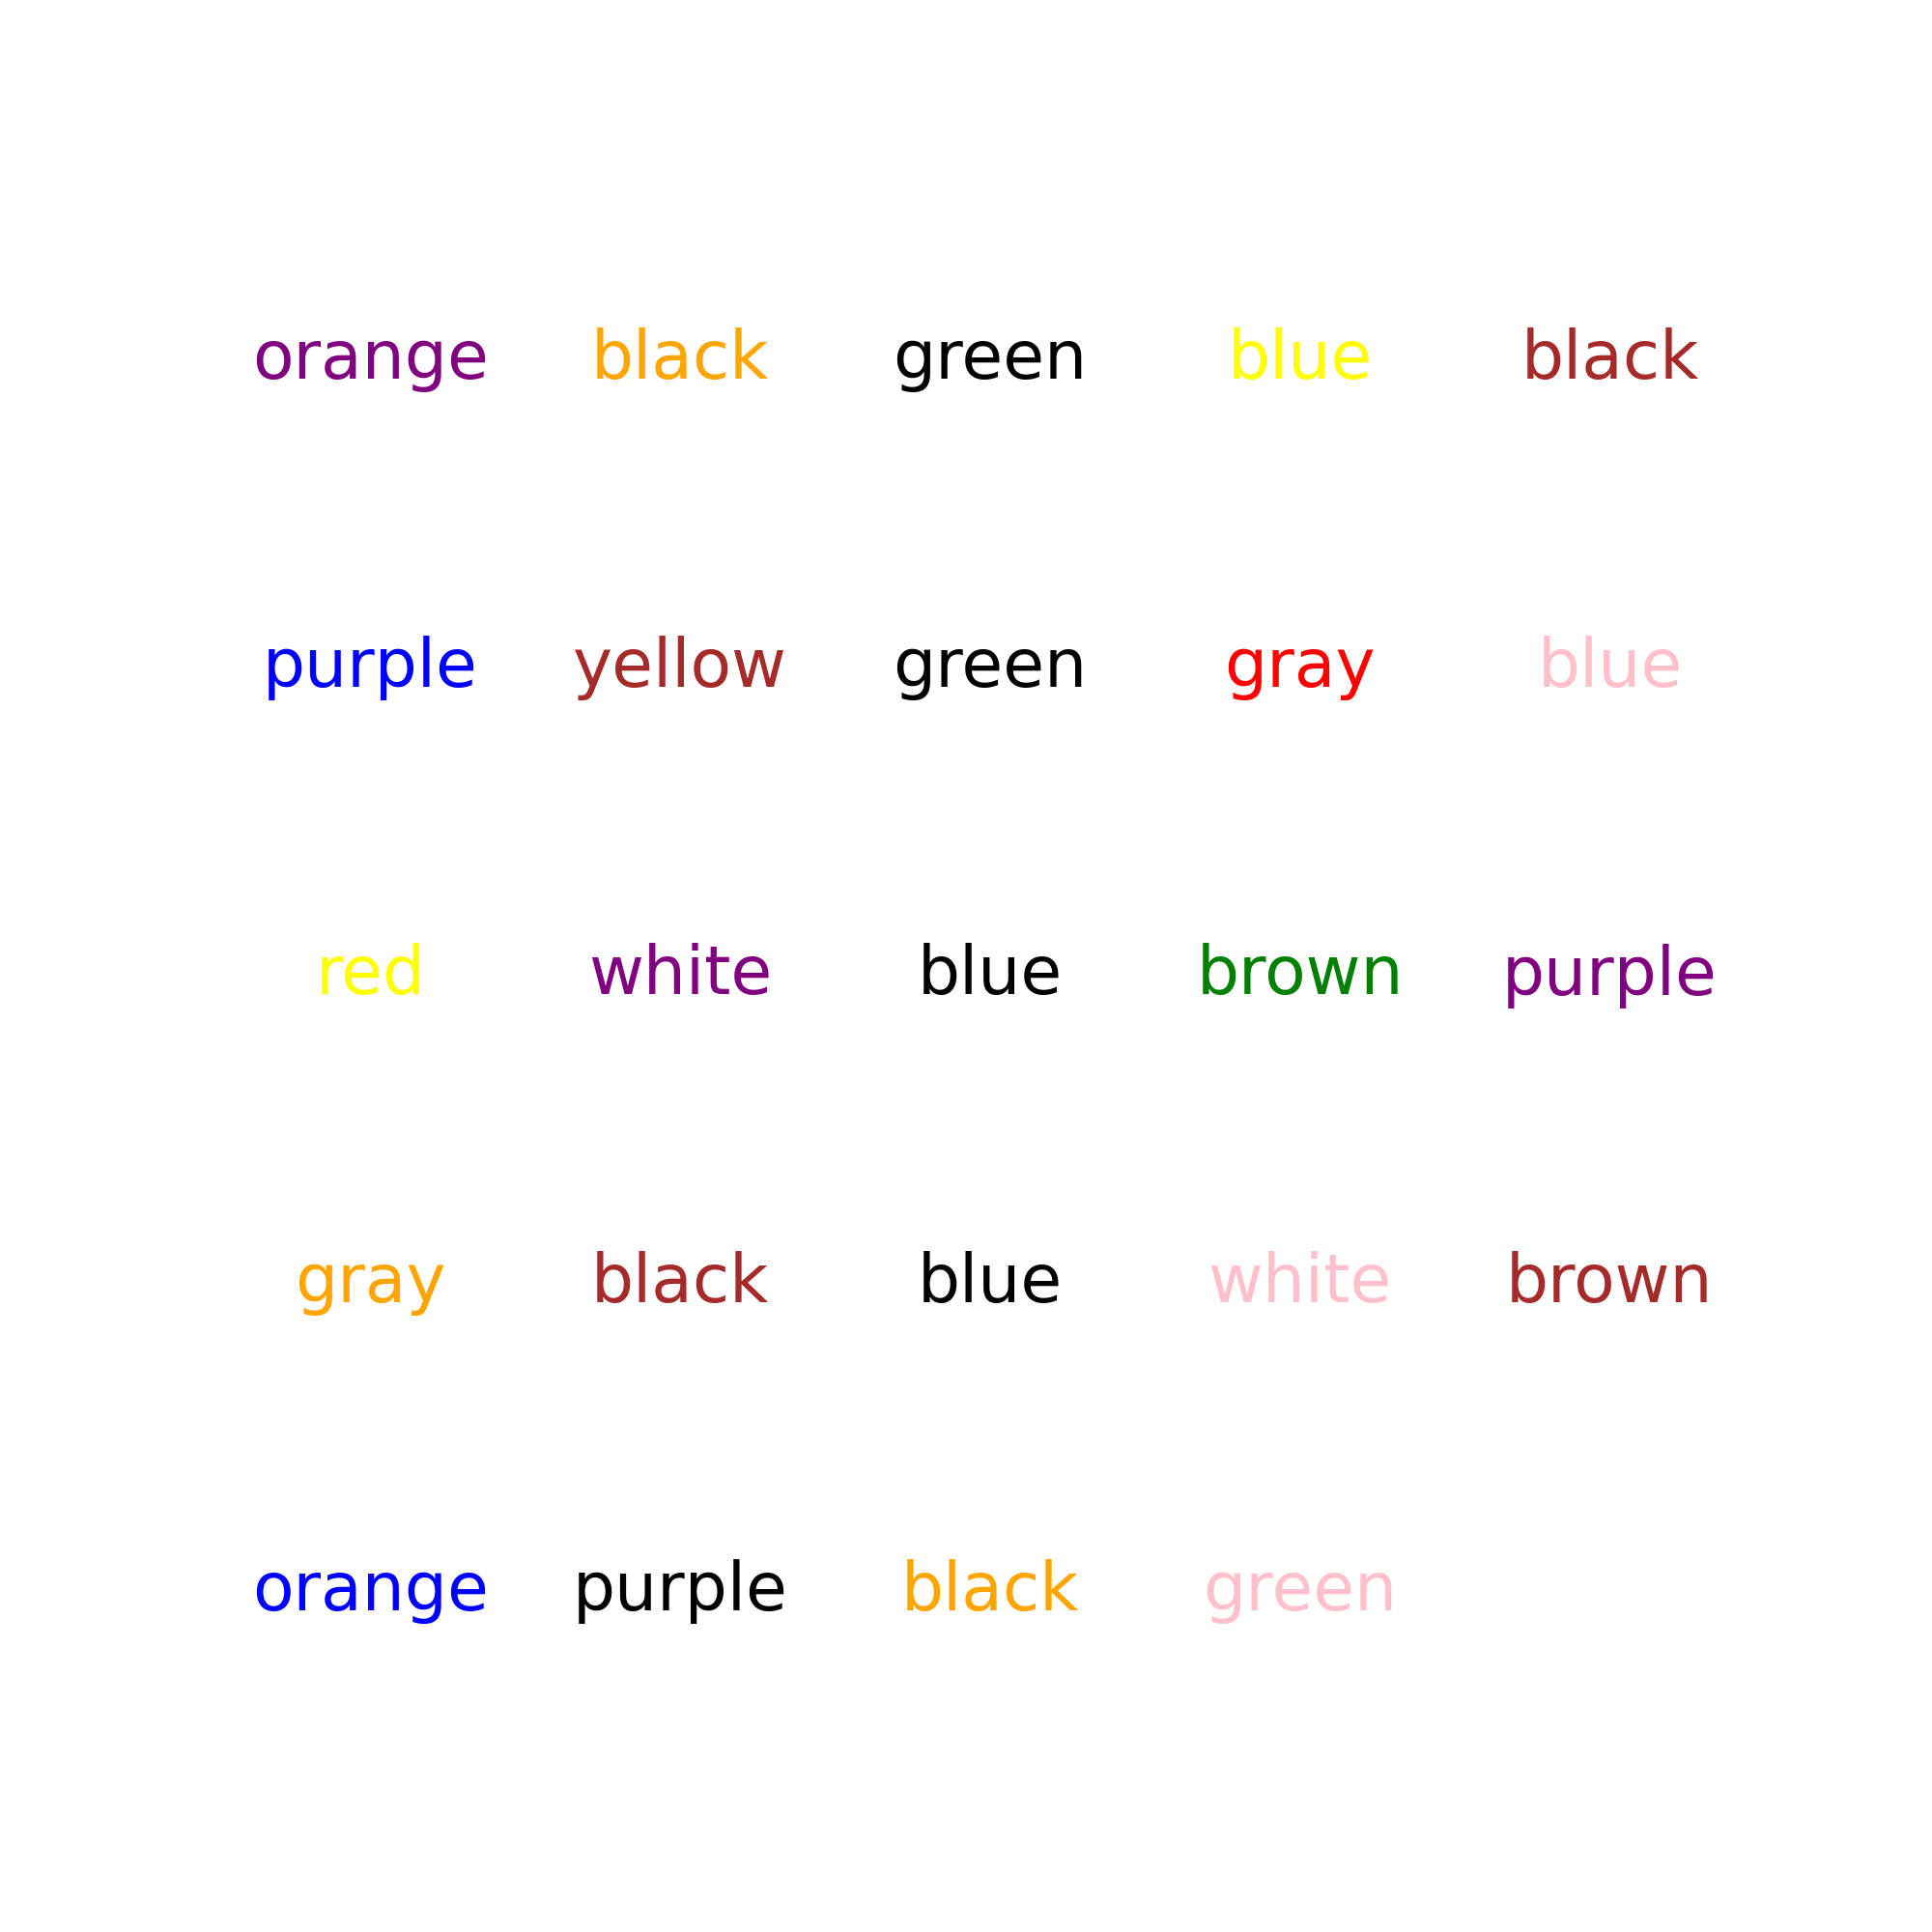 orange black green blue black
purple yellow green gray blue
red white blue brown purple
gray black blue white brown
orange purple black green